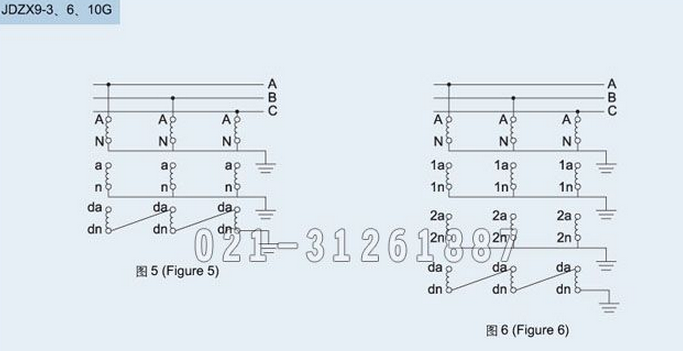 JDZX9-3、6、10G
A
B
C
A A A
N N N
a a a
n n n
da da da
dn dn dn
图5 (Figure 5)
A
B
C
A A A
N N N
1a 1a 1a
1n 1n 1n
2a 2a 2a
2n 2n 2n
da da da
dn dn dn
图6 (Figure 6)
021-31261887